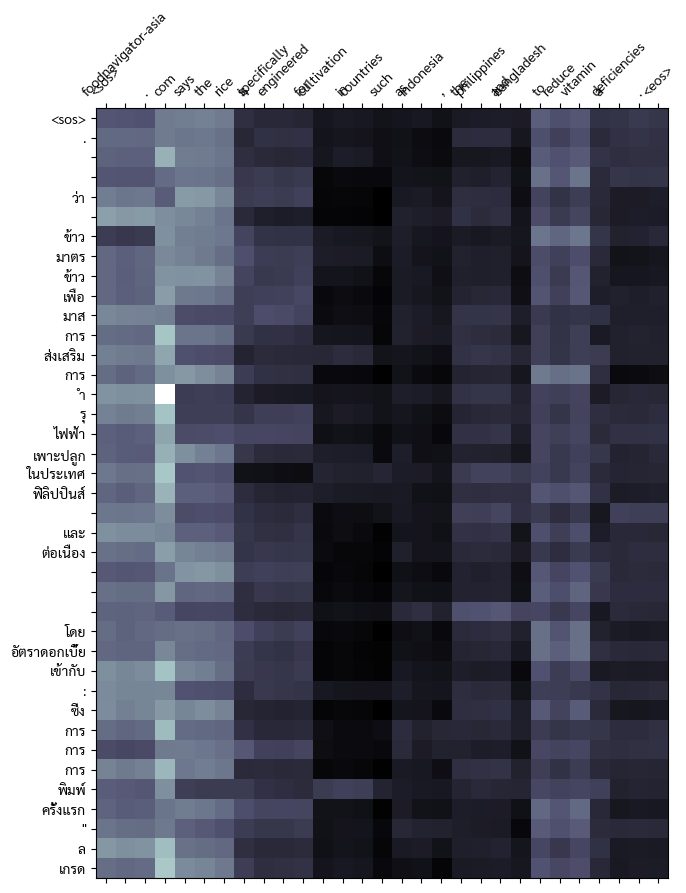 <sos> foodnavigator-asia . com says the rice is specifically engineered for cultivation in countries such as indonesia , the philippines and bangladesh to reduce vitamin a deficiencies . <eos>
<sos>
.
ว่า
ข้าว
มาตร
ข้าว
เพื่อ
มาส
การ
ส่งเสริม
การ
ำ
รุ
ไฟฟ้า
เพาะปลูก
ในประเทศ
ฟิลิปปินส์
และ
ต่อเนื่อง
โดย
อัตราดอกเบี้ย
เข้ากับ
:
ซึ่ง
การ
การ
การ
พิมพ์
ครั้งแรก
"
ล
เกรด